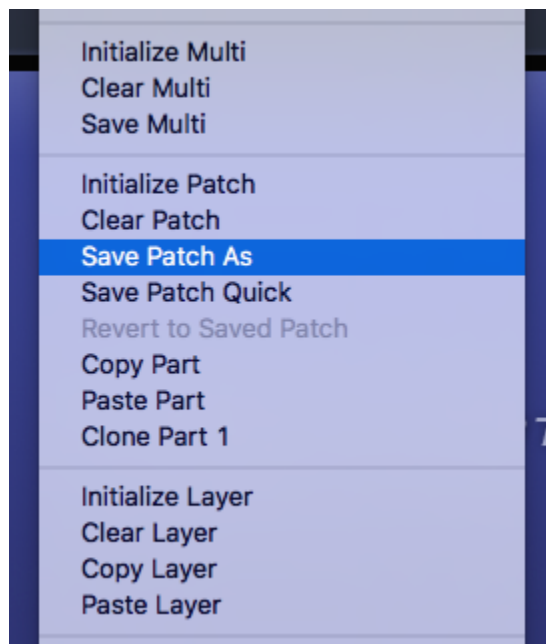 Initialize Multi
Clear Multi
Save Multi
Initialize Patch
Clear Patch
Save Patch As
Save Patch Quick
Revert to Saved Patch
Copy Part
Paste Part
Clone Part 1
Initialize Layer
Clear Layer
Copy Layer
Paste Layer